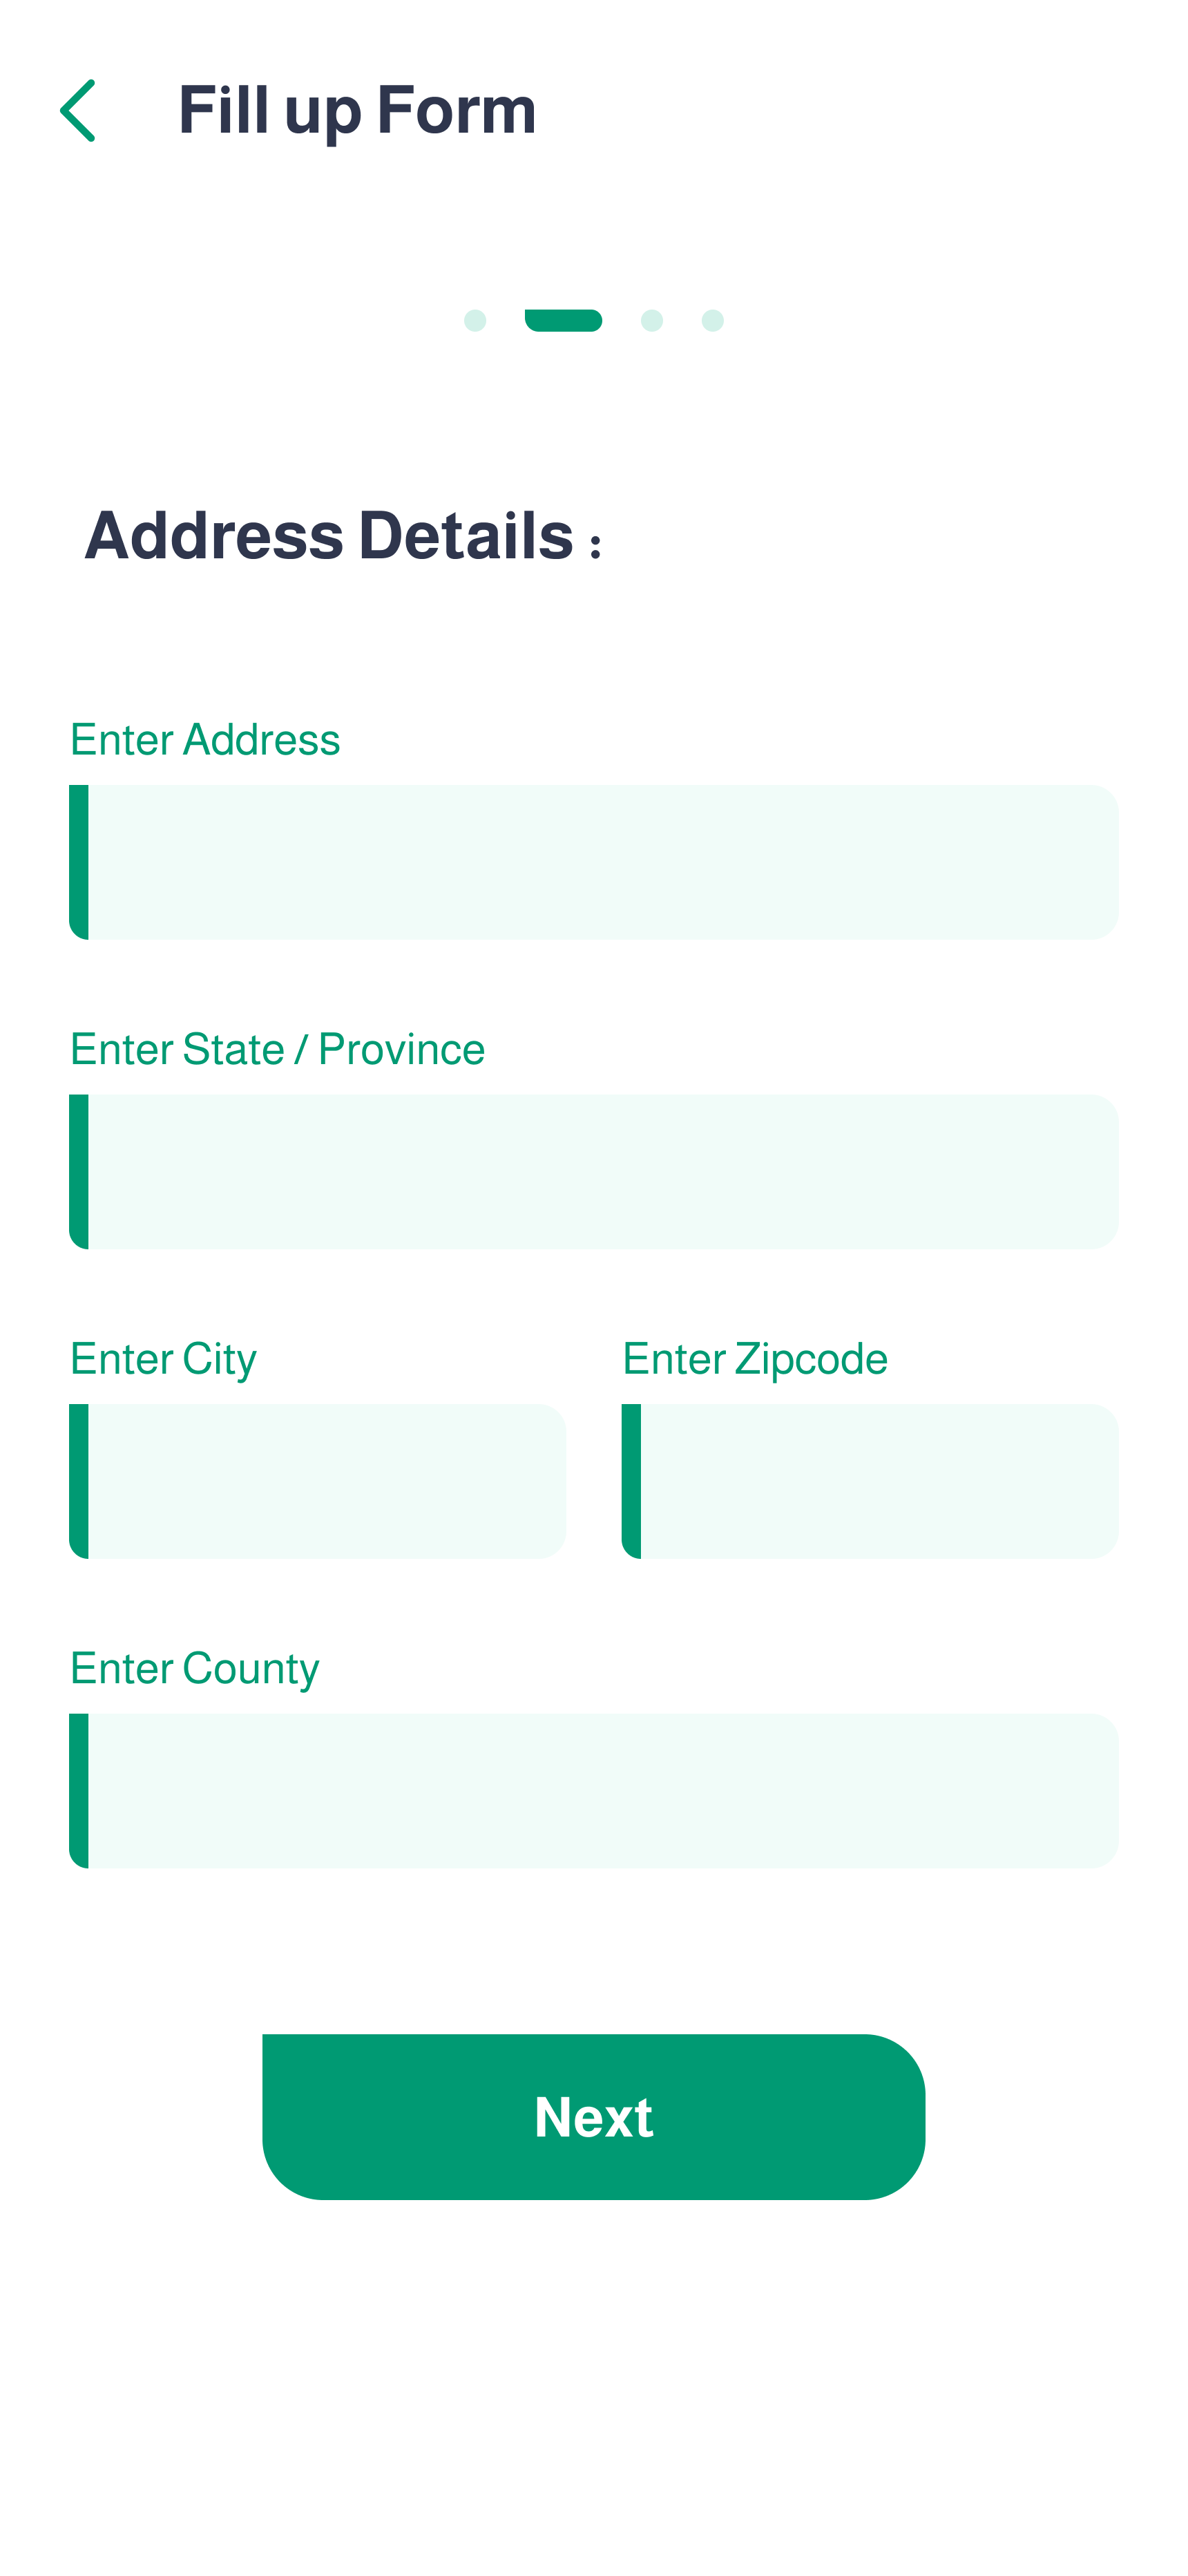 Fill up Form
Address Details :
Enter Address
Enter State / Province
Enter City
Enter Zipcode
Enter County
Next